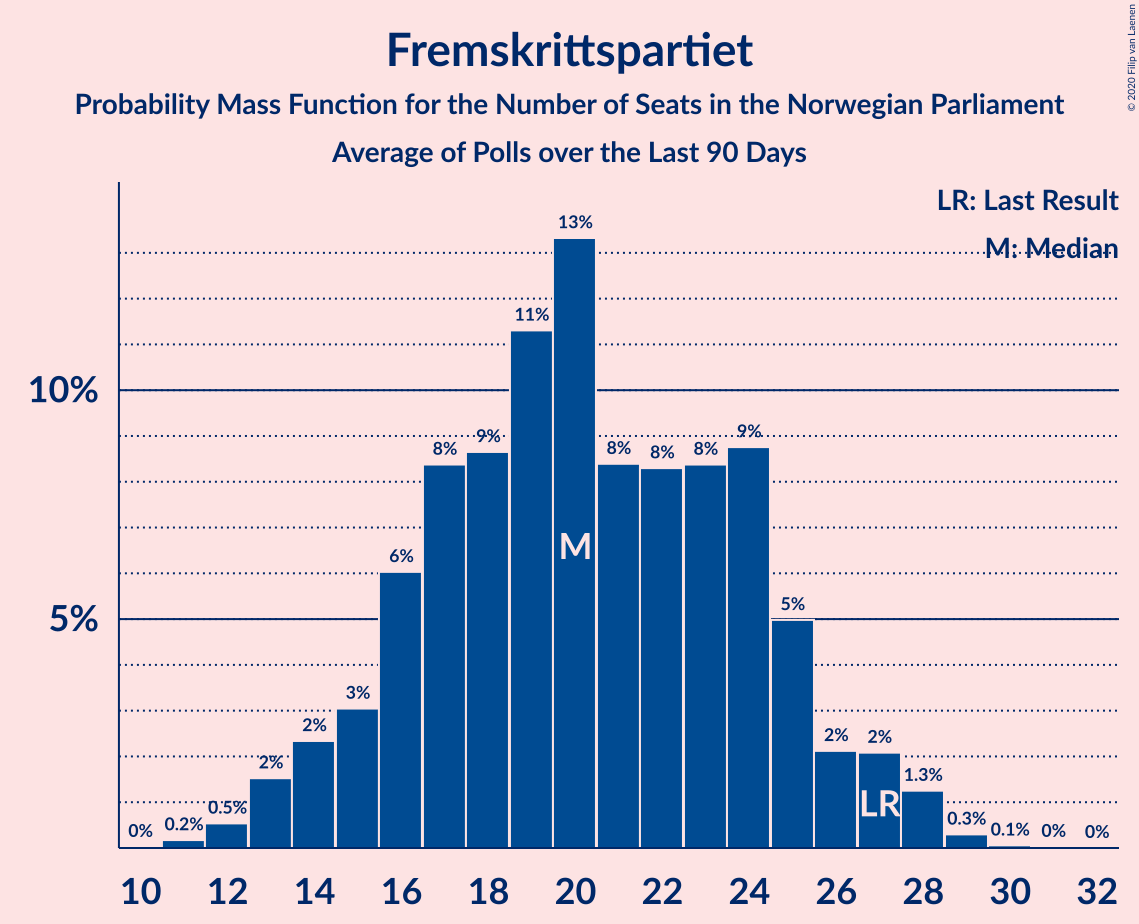 Fremskrittspartiet
Probability Mass Function for the Number of Seats in the Norwegian Parliament
Average of Polls over the Last 90 Days
© 2020 Filip van Laenen
LR: Last Result
M: Median
10%
5%
0%
0.2%
0.5%
2%
2%
3%
6%
8%
9%
11%
13%
8%
8%
8%
9%
5%
2%
2%
1.3%
0.3%
0.1%
0%
0%
M
LR
10 12 14 16 18 20 22 24 26 28 30 32